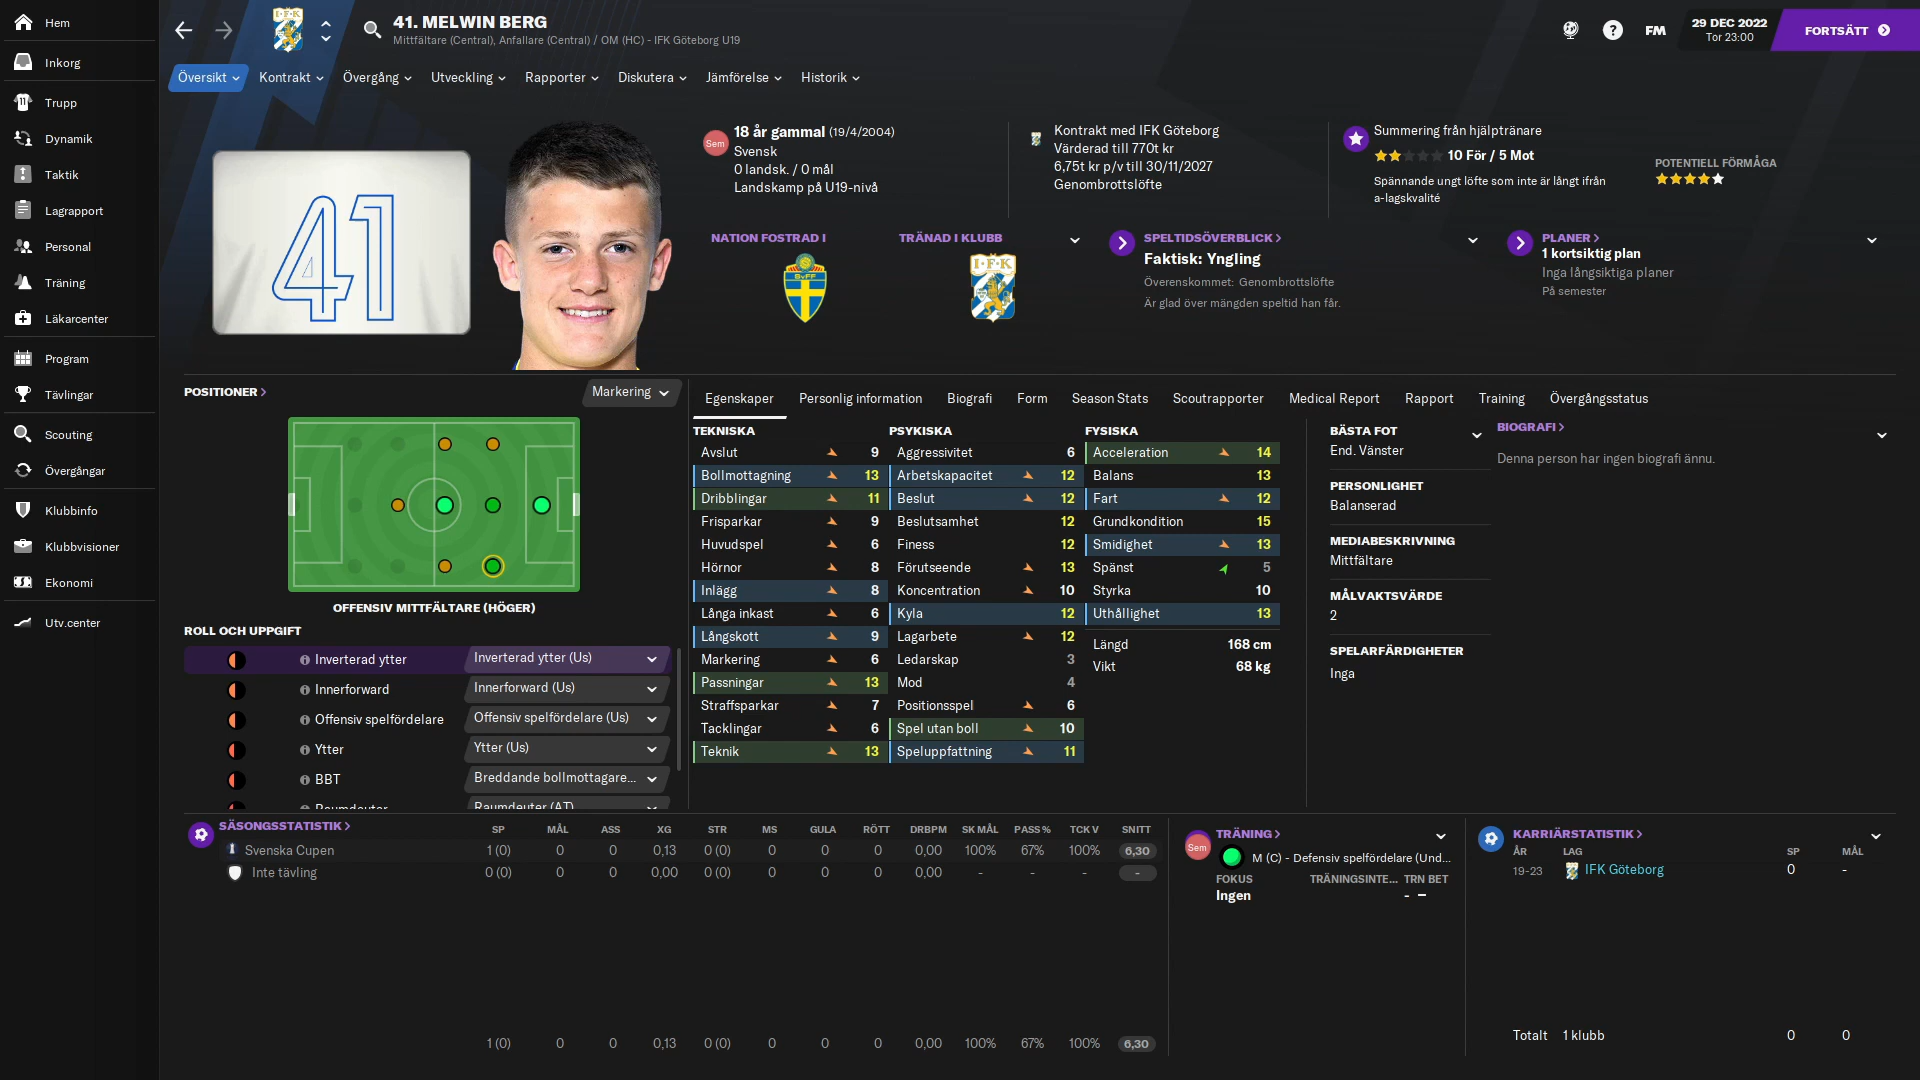 Hem
Inkorg
Trupp
Dynamik
Taktik
Lagrapport
Personal
Träning
Läkarcenter
Program
Tävlingar
Scouting
Övergångar
Klubbinfo
Klubbvisioner
Ekonomi
Utv.center
41. MELWIN BERG
Mittfältare (Central), Anfallare (Central) / OM (HC) - IFK Göteborg U19
FM
29 DEC 2022
Tor 23:00
FORTSÄTT
Översikt
Kontrakt
Övergång
Utveckling
Rapporter
Diskutera
Jämförelse
Historik
41
Sem
18 år gammal (19/4/2004)
Svensk
0 landsk. / 0 mål
Landskamp på U19-nivå
Kontrakt med IFK Göteborg
Värderad till 770t kr
6,75t kr p/v till 30/11/2027
Genombrottslöfte
Summering från hjälptränare
10 För / 5 Mot
Spännande ungt löfte som inte är långt ifrån
a-lagskvalité
POTENTIELL FÖRMÅGA
NATION FOSTRAD I
SvFF
TRÄNAD I KLUBB
I.F.K
SPELTIDSÖVERBLICK
Faktisk: Yngling
Överenskommet: Genombrottslöfte
Är glad över mängden speltid han får.
PLANER
1 kortsiktig plan
Inga långsiktiga planer
På semester
POSITIONER
Markering
OFFENSIV MITTFÄLTARE (HÖGER)
ROLL OCH UPPGIFT
Inverterad ytter Inverterad ytter (Us)
Innerforward Innerforward (Us)
Offensiv spelfördelare Offensiv spelfördelare (Us)
Ytter Ytter (Us)
BBT Breddande bollmottagare...
Raumdeuter Raumdeuter (AT)
Egenskaper
Personlig information
Biografi
Form
Season Stats
Scoutrapporter
Medical Report
Rapport
Training
Övergångsstatus
TEKNISKA
Avslut 9
Bollmottagning 13
Dribblingar 11
Frisparkar 9
Huvudspel 6
Hörnor 8
Inlägg 8
Långa inkast 6
Långskott 9
Markering 6
Passningar 13
Straffsparkar 7
Tacklingar 6
Teknik 13
PSYKISKA
Aggressivitet 6
Arbetskapacitet 12
Beslut 12
Beslutsamhet 12
Finess 12
Förutseende 13
Koncentration 10
Kyla 12
Lagarbete 12
Ledarskap 3
Mod 4
Positionsspel 6
Spel utan boll 10
Speluppfattning 11
FYSISKA
Acceleration 14
Balans 13
Fart 12
Grundkondition 15
Smidighet 13
Spänst 5
Styrka 10
Uthållighet 13
Längd 168 cm
Vikt 68 kg
BÄSTA FOT
End. Vänster
PERSONLIGHET
Balanserad
MEDIABESKRIVNING
Mittfältare
MÅLVAKTSVÄRDE
2
SPELARFÄRDIGHETER
Inga
BIOGRAFI
Denna person har ingen biografi ännu.
SÄSONGSSTATISTIK SP MÅL ASS XG STR MS GULA RÖTT DRBPM SK MÅL PASS % TCK V SNITT
Svenska Cupen 1 (0) 0 0 0,13 0 (0) 0 0 0 0,00 100% 67% 100% 6,30
Inte tävling 0 (0) 0 0 0,00 0 (0) 0 0 0 0,00 - - - -
1 (0) 0 0 0,13 0 (0) 0 0 0 0,00 100% 67% 100% 6,30
Sem
TRÄNING
M (C) - Defensiv spelfördelare (Und...
FOKUS TRÄNINGSINTE... TRN BET
Ingen - –
KARRIÄRSTATISTIK
ÅR LAG SP MÅL
19-23 IFK Göteborg 0 -
Totalt 1 klubb 0 0